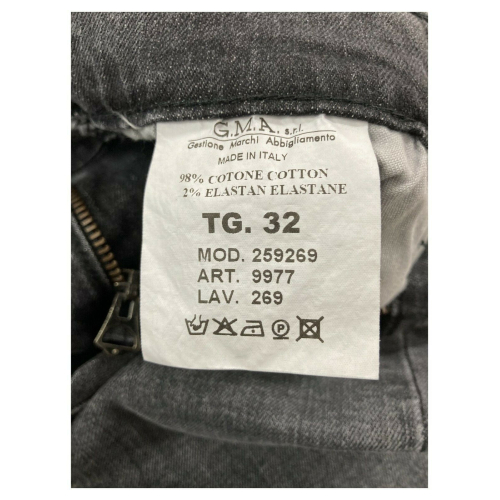 G.M.A. s.r.l.
Gestione Marchi Abbigliamento
MADE IN ITALY
98% COTONE COTTON
2% ELASTAN ELASTANE
TG. 32
MOD. 259269
ART. 9977
LAV. 269